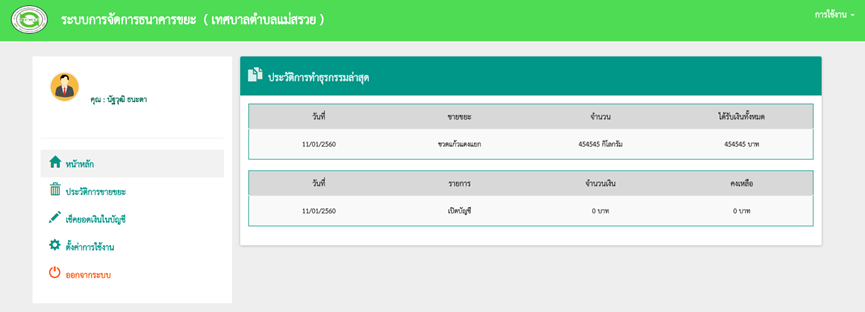 ระบบการจัดการธนาคารขยะ ( เทศบาลตำบลแม่สรวย )
การใช้งาน
คุณ : นัฐวุฒิ ธนะดา
หน้าหลัก
ประวัติการขายขยะ
เช็คยอดเงินในบัญชี
ตั้งค่าการใช้งาน
ออกจากระบบ
ประวัติการทำธุรกรรมล่าสุด
วันที่ ขายขยะ จำนวน ได้รับเงินทั้งหมด
11/01/2560 ขวดแก้วแดงแยก 454545 กิโลกรัม 454545 บาท
วันที่ รายการ จำนวนเงิน คงเหลือ
11/01/2560 เปิดบัญชี 0 บาท 0 บาท